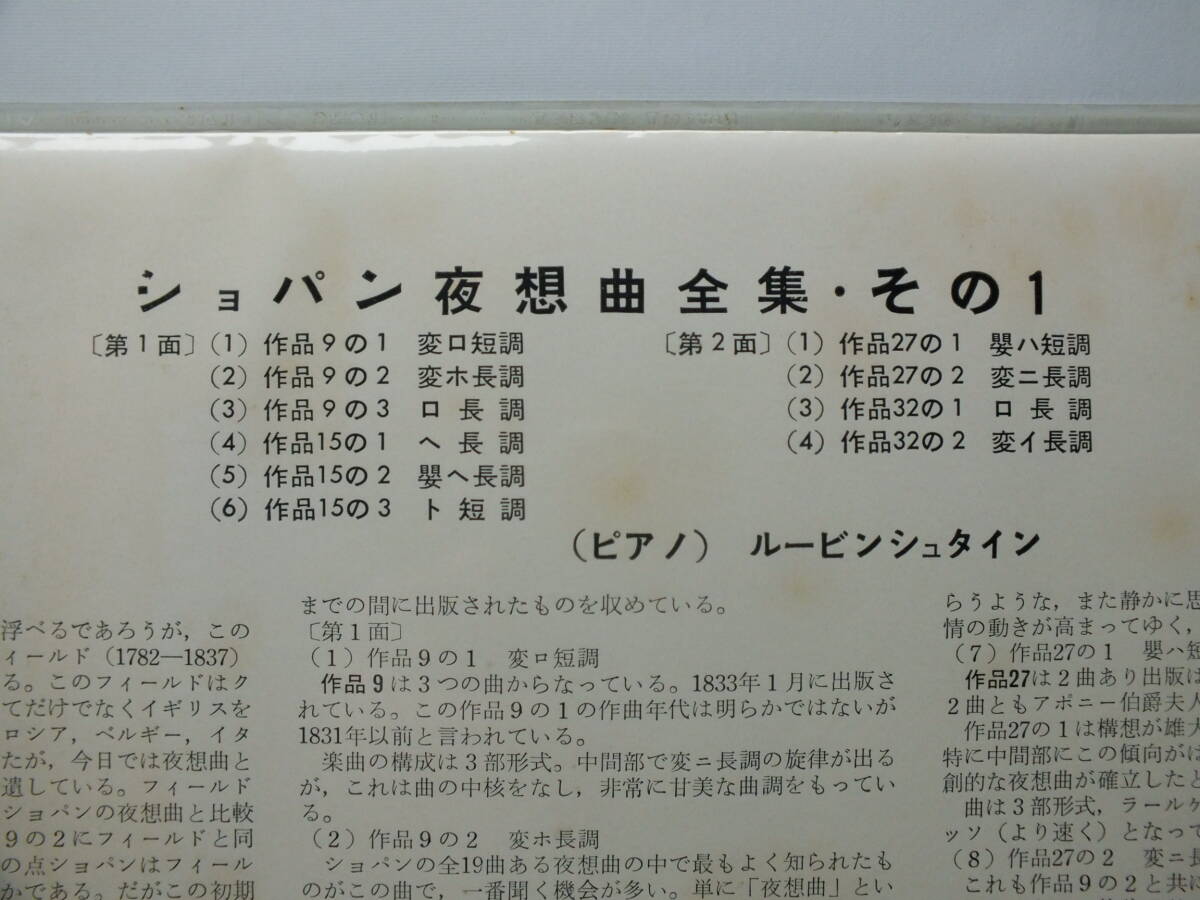 ショパン夜想曲全集・その1
〔第1面〕(1) 作品9の1 変ロ短調
(2) 作品9の2 変ホ長調
(3) 作品9の3 ロ長調
(4) 作品15の1 ヘ長調
(5) 作品15の2 嬰ヘ長調
(6) 作品15の3 ト短調
〔第2面〕(1) 作品27の1 嬰ハ短調
(2) 作品27の2 変ニ長調
(3) 作品32の1 ロ長調
(4) 作品32の2 変イ長調
(ピアノ) ルービンシュタイン
浮べるであろうが，この
ィールド（1782—1837）
る。このフィールドはク
てだけでなくイギリスを
ロシア，ベルギー，イタ
たが，今日では夜想曲と
遺している。フィールド
ショパンの夜想曲と比較
9の2にフィールドと同
の点ショパンはフィール
かである。だがこの初期
までの間に出版されたものを収めている。
〔第1面〕
(1) 作品9の1 変ロ短調
作品9は3つの曲からなっている。1833年1月に出版さ
れている。この作品9の1の作曲年代は明らかではないが
1831年以前と言われている。
楽曲の構成は3部形式。中間部で変ニ長調の旋律が出る
が，これは曲の中核をなし，非常に甘美な曲調をもってい
る。
(2) 作品9の2 変ホ長調
ショパンの全19曲ある夜想曲の中で最もよく知られたも
のがこの曲で，一番聞く機会が多い。単に「夜想曲」とい
らうような，また静かに思
情の動きが高まってゆく，
(7) 作品27の1 嬰ハ短
作品27は2曲あり出版は
2曲ともアポニー伯爵夫人
作品27の1は構想が雄大
特に中間部にこの傾向がは
創的な夜想曲が確立したと
曲は3部形式，ラールゲ
ッソ（より速く）となって
(8) 作品27の2 変ニ長
これも作品9の2と共に